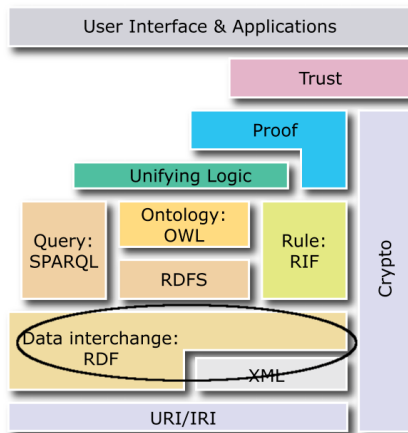 User Interface & Applications
Trust
Proof
Unifying Logic
Query:
SPARQL
Ontology:
OWL
RDFS
Rule:
RIF
Crypto
Data interchange:
RDF
XML
URI/IRI